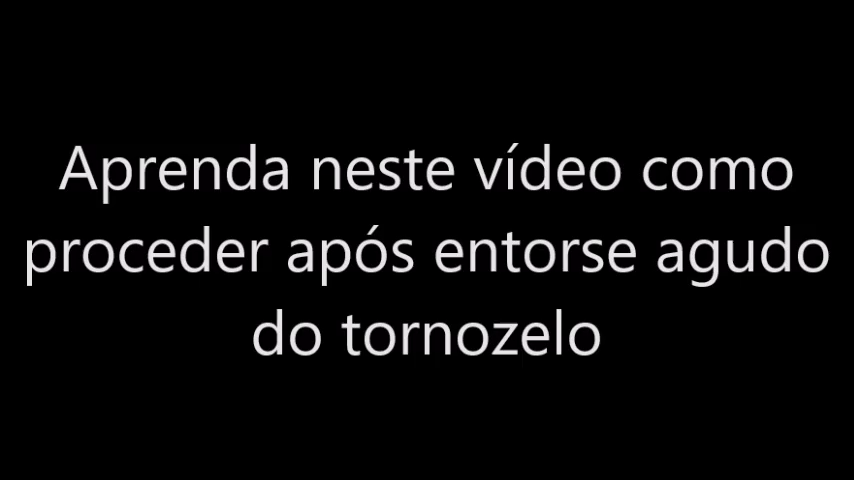 Aprenda neste vídeo como
proceder após entorse agudo
do tornozelo